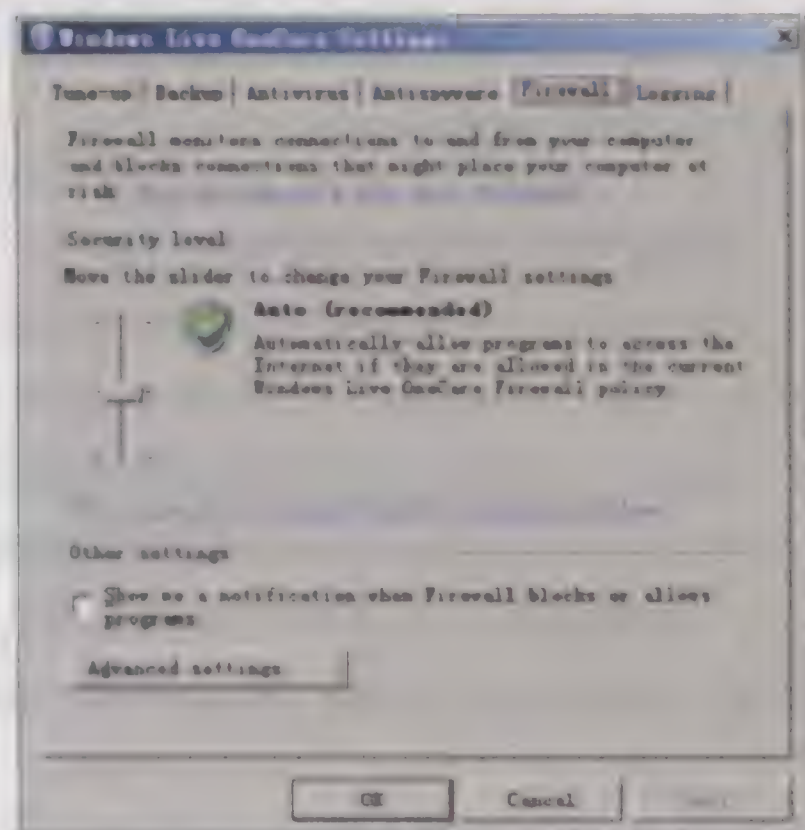 Windows Live OneCare Settings
Tune-up Backup Antivirus Antispyware Firewall Logging
Firewall monitors connections to and from your computer
and blocks connections that might place your computer at
risk
Security level
Move the slider to change your Firewall settings
Auto (recommended)
Automatically allow programs to access the
Internet if they are allowed in the current
Windows Live OneCare Firewall policy
Other settings
Show me a notification when Firewall blocks or allows
programs
Advanced settings
OK Cancel